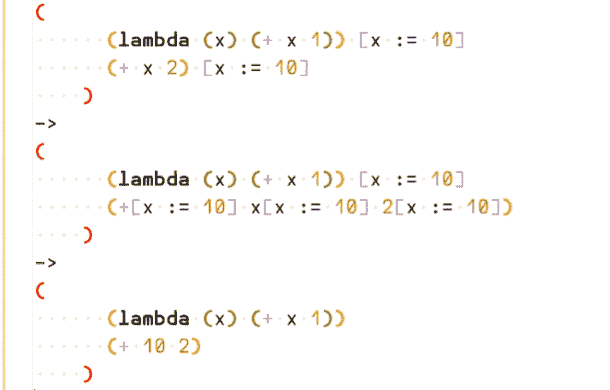 (
(lambda (x) (+ x 1)) [x := 10]
(+ x 2) [x := 10]
)
->
(
(lambda (x) (+ x 1)) [x := 10]
(+[x := 10] x[x := 10] 2[x := 10])
)
->
(
(lambda (x) (+ x 1))
(+ 10 2)
)